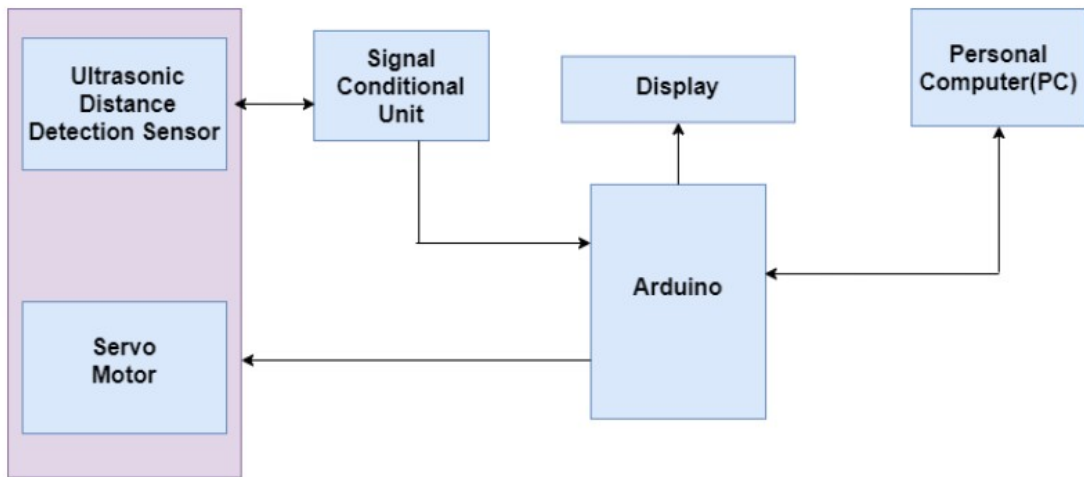 Ultrasonic
Distance
Detection Sensor
Signal
Conditional
Unit
Display
Personal
Computer(PC)
Arduino
Servo
Motor